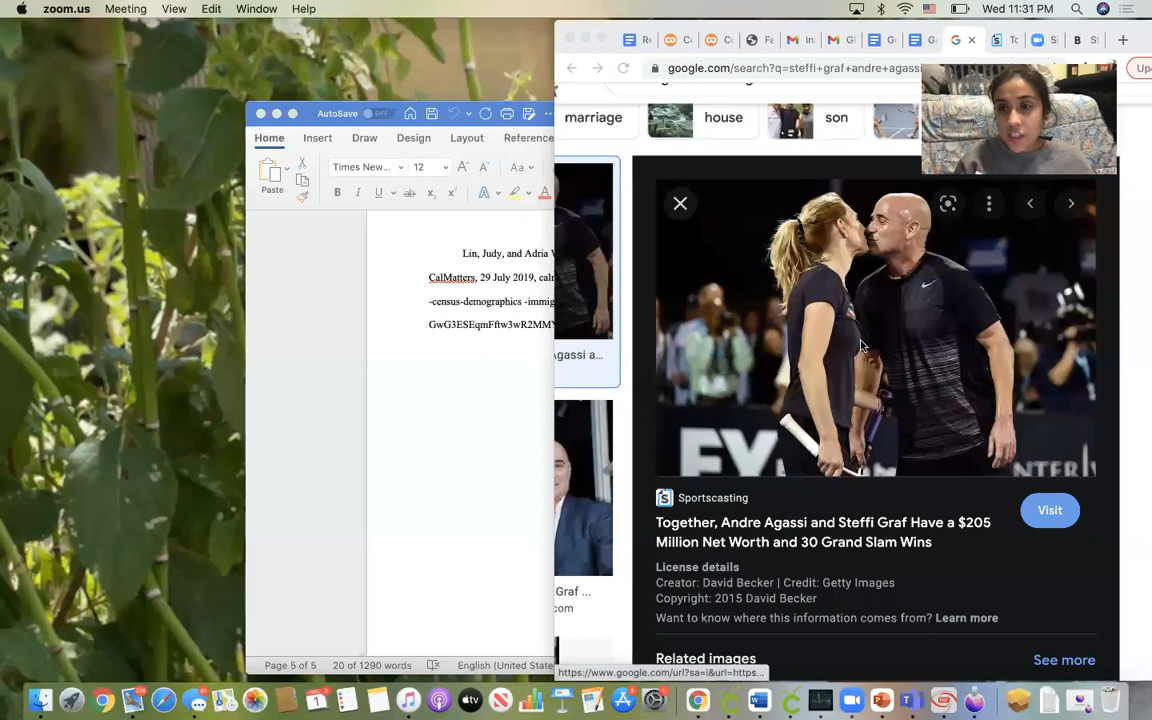 zoom.us Meeting View Edit Window Help
Wed 11:31 PM
AutoSave OFF
Home Insert Draw Design Layout Reference
Paste
Times New... 12 Aa
B I U ab x2 x2 A A
Lin, Judy, and Adria
CalMatters, 29 July 2019,
-census-demographics -immig
GwG3ESEqmFftw3wR2MMY
Page 5 of 5 20 of 1290 words English (United State
google.com/search?q=steffi+graf+andre+agassi
marriage
house
son
Agassi a...
Graf ...
com
Sportscasting
Visit
Together, Andre Agassi and Steffi Graf Have a $205
Million Net Worth and 30 Grand Slam Wins
License details
Creator: David Becker | Credit: Getty Images
Copyright: 2015 David Becker
Want to know where this information comes from? Learn more
Related images
See more
https://www.google.com/url?sa=i&url=https...